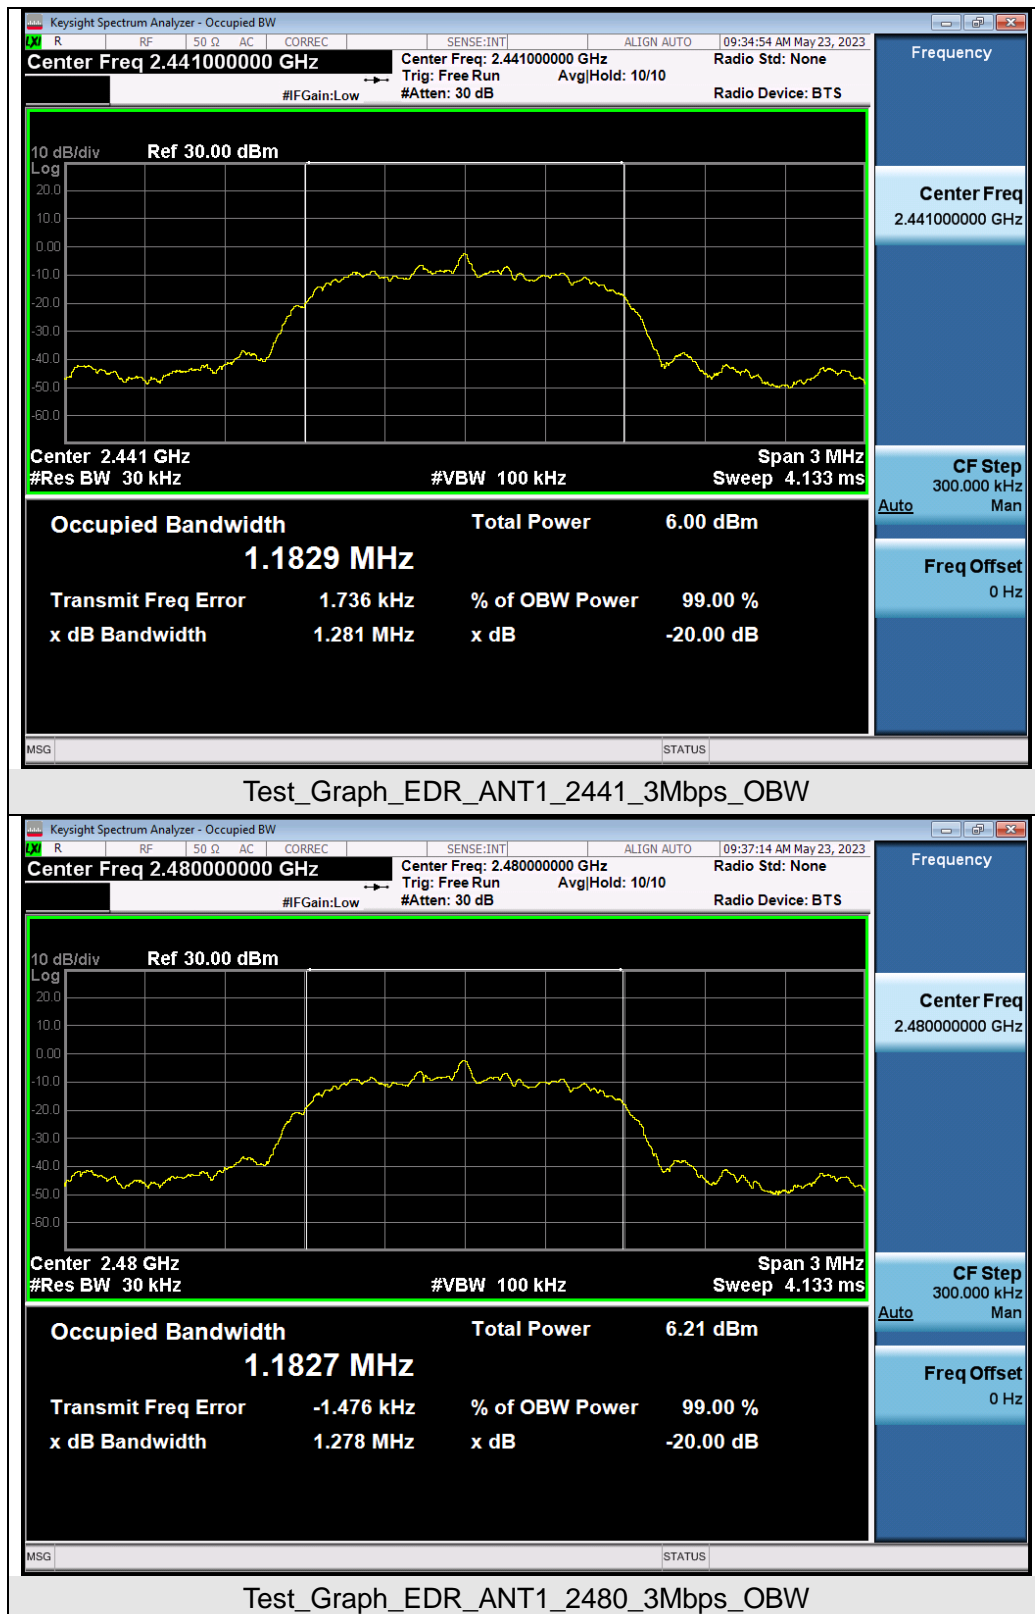 Keysight Spectrum Analyzer - Occupied BW
LXI R RF 50 Ω AC CORREC SENSE:INT ALIGN AUTO 09:34:54 AM May 23, 2023
Center Freq 2.441000000 GHz
Center Freq: 2.441000000 GHz
Radio Std: None
Trig: Free Run Avg|Hold: 10/10
#IFGain:Low
#Atten: 30 dB
Radio Device: BTS
Frequency
10 dB/div Ref 30.00 dBm
Log
20.0
10.0
0.00
-10.0
-20.0
-30.0
-40.0
-50.0
-60.0
Center Freq
2.441000000 GHz
Center 2.441 GHz Span 3 MHz
#Res BW 30 kHz #VBW 100 kHz Sweep 4.133 ms
CF Step
300.000 kHz
Auto Man
Occupied Bandwidth Total Power 6.00 dBm
1.1829 MHz
Transmit Freq Error 1.736 kHz % of OBW Power 99.00 %
x dB Bandwidth 1.281 MHz x dB -20.00 dB
Freq Offset
0 Hz
MSG STATUS
Test_Graph_EDR_ANT1_2441_3Mbps_OBW
Keysight Spectrum Analyzer - Occupied BW
LXI R RF 50 Ω AC CORREC SENSE:INT ALIGN AUTO 09:37:14 AM May 23, 2023
Center Freq 2.480000000 GHz
Center Freq: 2.480000000 GHz
Radio Std: None
Trig: Free Run Avg|Hold: 10/10
#IFGain:Low
#Atten: 30 dB
Radio Device: BTS
Frequency
10 dB/div Ref 30.00 dBm
Log
20.0
10.0
0.00
-10.0
-20.0
-30.0
-40.0
-50.0
-60.0
Center Freq
2.480000000 GHz
Center 2.48 GHz Span 3 MHz
#Res BW 30 kHz #VBW 100 kHz Sweep 4.133 ms
CF Step
300.000 kHz
Auto Man
Occupied Bandwidth Total Power 6.21 dBm
1.1827 MHz
Transmit Freq Error -1.476 kHz % of OBW Power 99.00 %
x dB Bandwidth 1.278 MHz x dB -20.00 dB
Freq Offset
0 Hz
MSG STATUS
Test_Graph_EDR_ANT1_2480_3Mbps_OBW